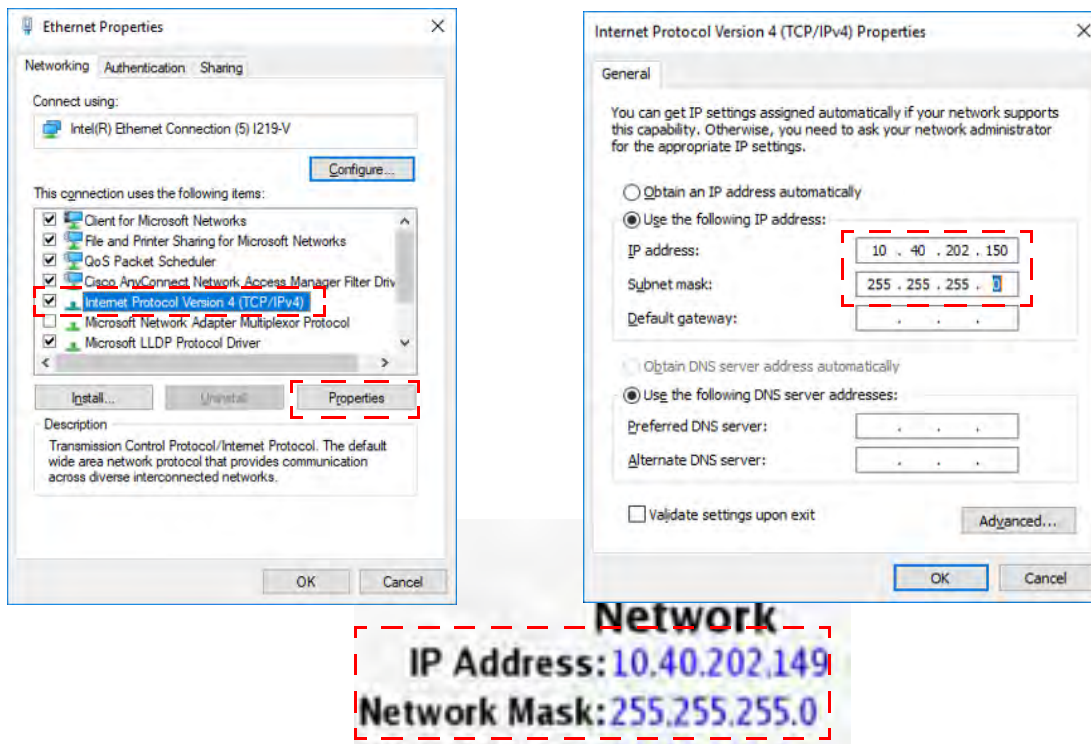 Ethernet Properties
Networking Authentication Sharing
Connect using:
Intel(R) Ethernet Connection (5) I219-V
Configure...
This connection uses the following items:
Client for Microsoft Networks
File and Printer Sharing for Microsoft Networks
QoS Packet Scheduler
Cisco AnyConnect Network Access Manager Filter Driv
Internet Protocol Version 4 (TCP/IPv4)
Microsoft Network Adapter Multiplexor Protocol
Microsoft LLDP Protocol Driver
Install... Uninstall Properties
Description
Transmission Control Protocol/Internet Protocol. The default
wide area network protocol that provides communication
across diverse interconnected networks.
OK Cancel
Internet Protocol Version 4 (TCP/IPv4) Properties
General
You can get IP settings assigned automatically if your network supports
this capability. Otherwise, you need to ask your network administrator
for the appropriate IP settings.
Obtain an IP address automatically
Use the following IP address:
IP address: 10 . 40 . 202 . 150
Subnet mask: 255 . 255 . 255 . 0
Default gateway: . . .
Obtain DNS server address automatically
Use the following DNS server addresses:
Preferred DNS server: . . .
Alternate DNS server: . . .
Validate settings upon exit
Advanced...
OK Cancel
Network
IP Address: 10.40.202.149
Network Mask: 255.255.255.0